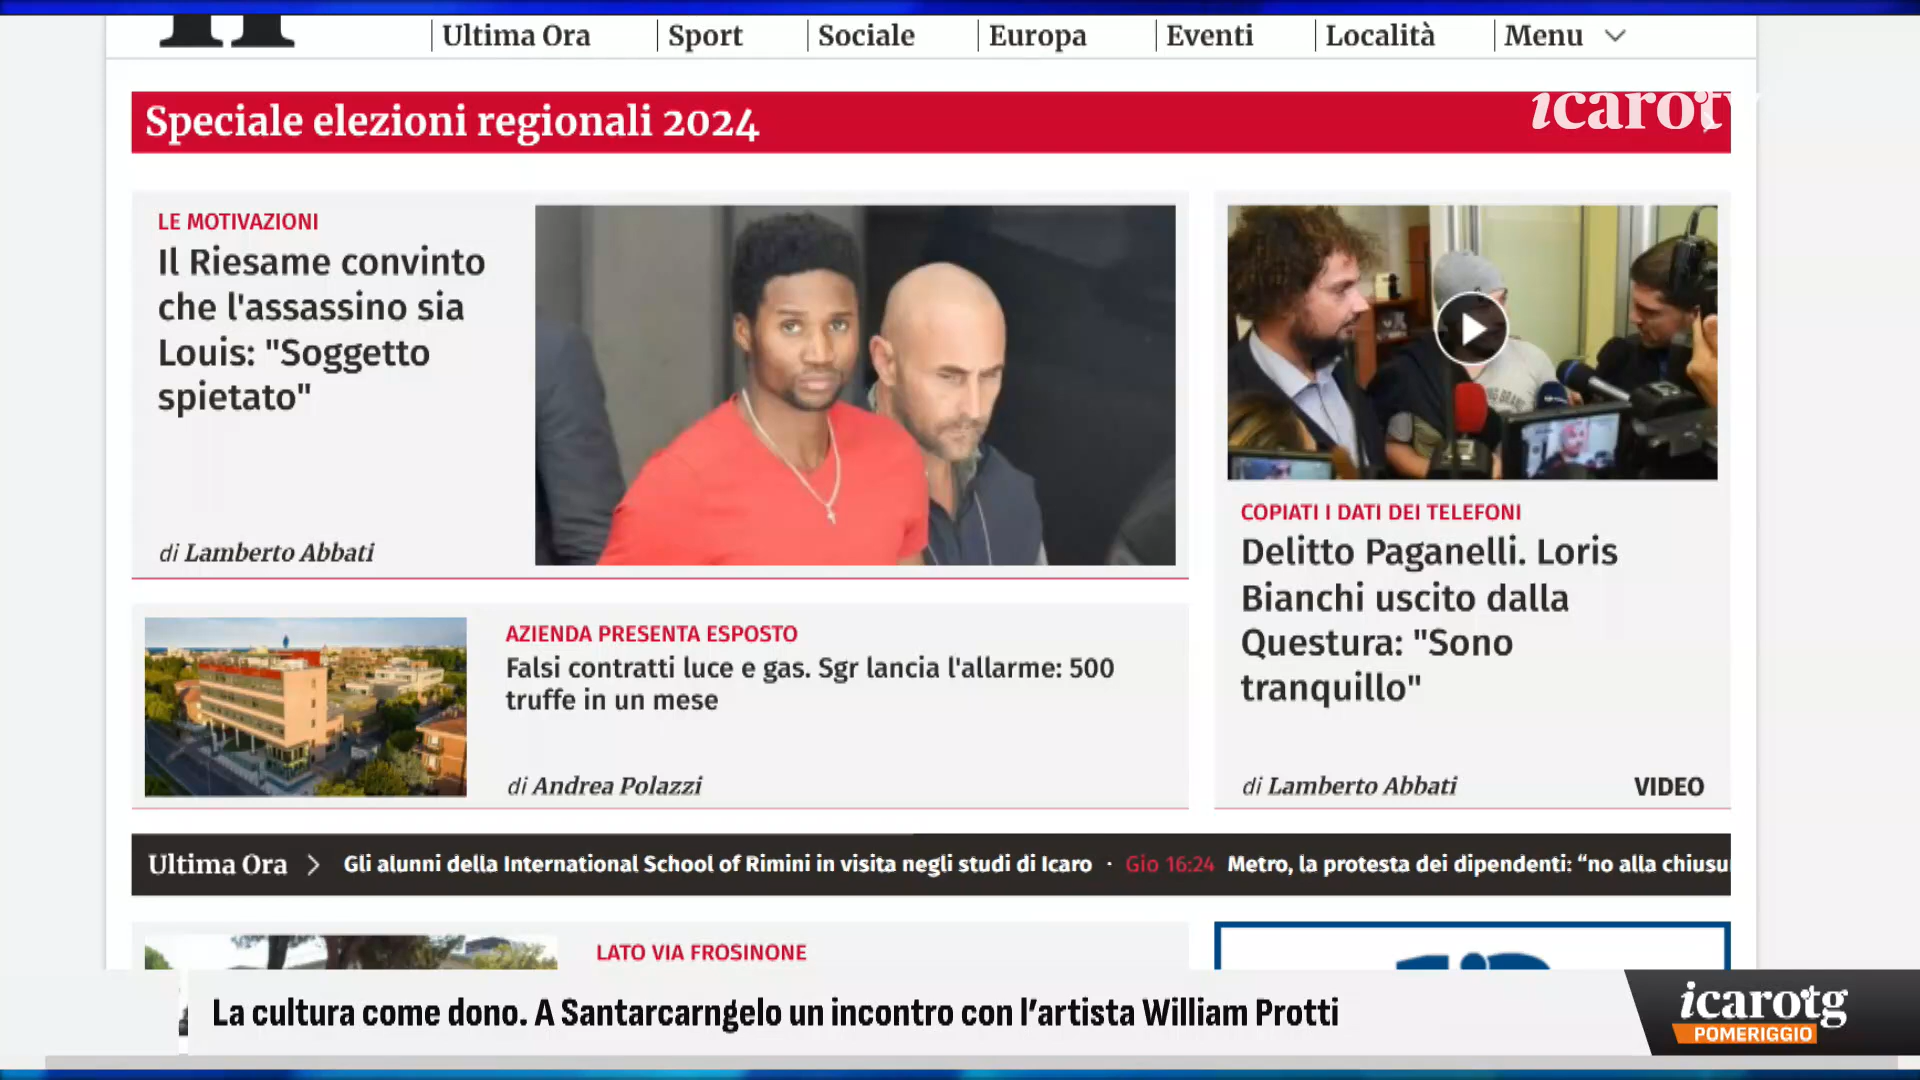 Ultima Ora
Sport
Sociale
Europa
Eventi
Località
Menu
Speciale elezioni regionali 2024
icarotv
LE MOTIVAZIONI
Il Riesame convinto
che l'assassino sia
Louis: "Soggetto
spietato"
di Lamberto Abbati
COPIATI I DATI DEI TELEFONI
Delitto Paganelli. Loris
Bianchi uscito dalla
Questura: "Sono
tranquillo"
di Lamberto Abbati
VIDEO
AZIENDA PRESENTA ESPOSTO
Falsi contratti luce e gas. Sgr lancia l'allarme: 500
truffe in un mese
di Andrea Polazzi
Ultima Ora
Gli alunni della International School of Rimini in visita negli studi di Icaro · Gio 16:24 Metro, la protesta dei dipendenti: “no alla chiusu
LATO VIA FROSINONE
La cultura come dono. A Santarcarngelo un incontro con l’artista William Protti
icarotg
POMERIGGIO